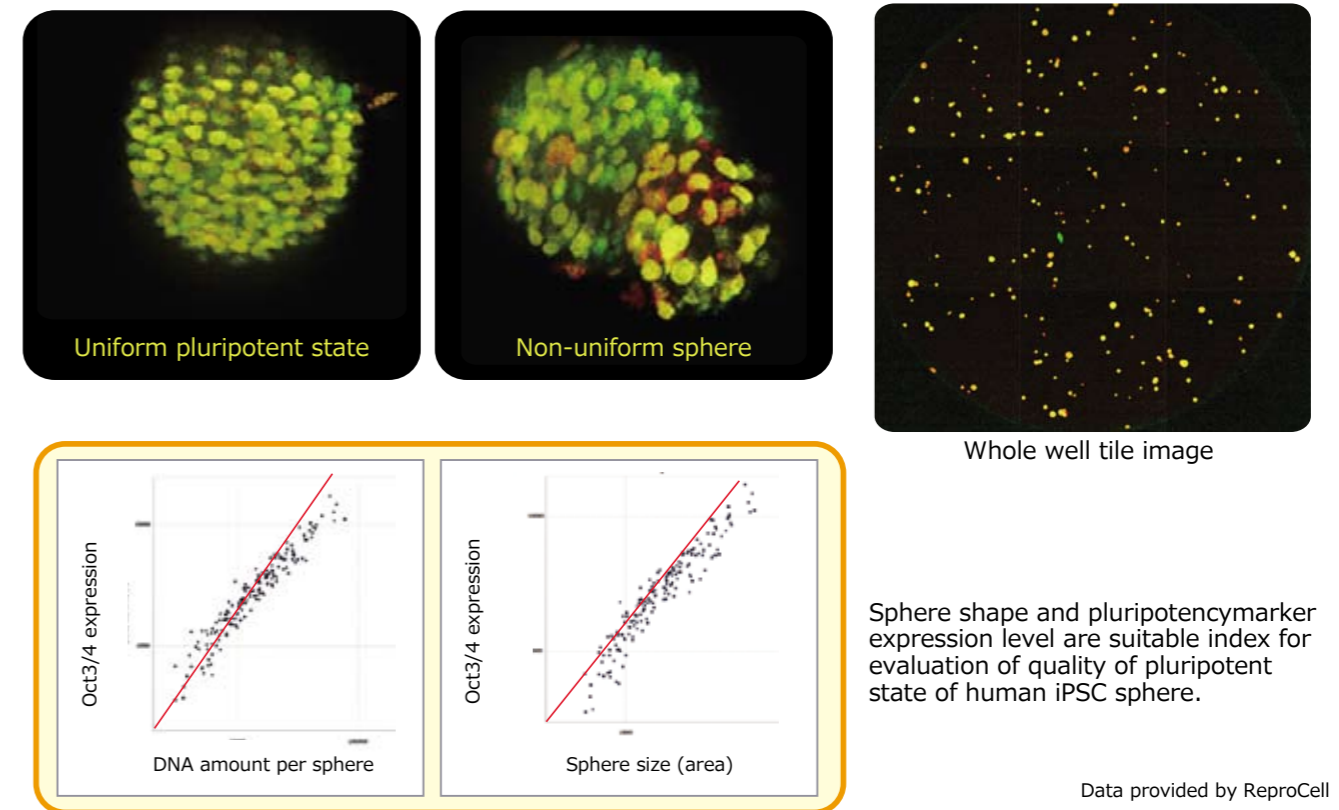 Uniform pluripotent state
Non-uniform sphere
Whole well tile image
Oct3/4 expression
DNA amount per sphere
Oct3/4 expression
Sphere size (area)
Sphere shape and pluripotencymarker
expression level are suitable index for
evaluation of quality of pluripotent
state of human iPSC sphere.
Data provided by ReproCell